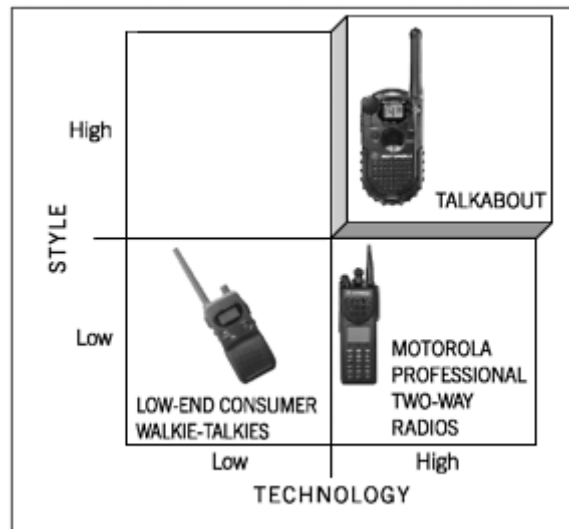 High
STYLE
TALKABOUT
Low
LOW-END CONSUMER
WALKIE-TALKIES
MOTOROLA
PROFESSIONAL
TWO-WAY
RADIOS
Low
High
TECHNOLOGY